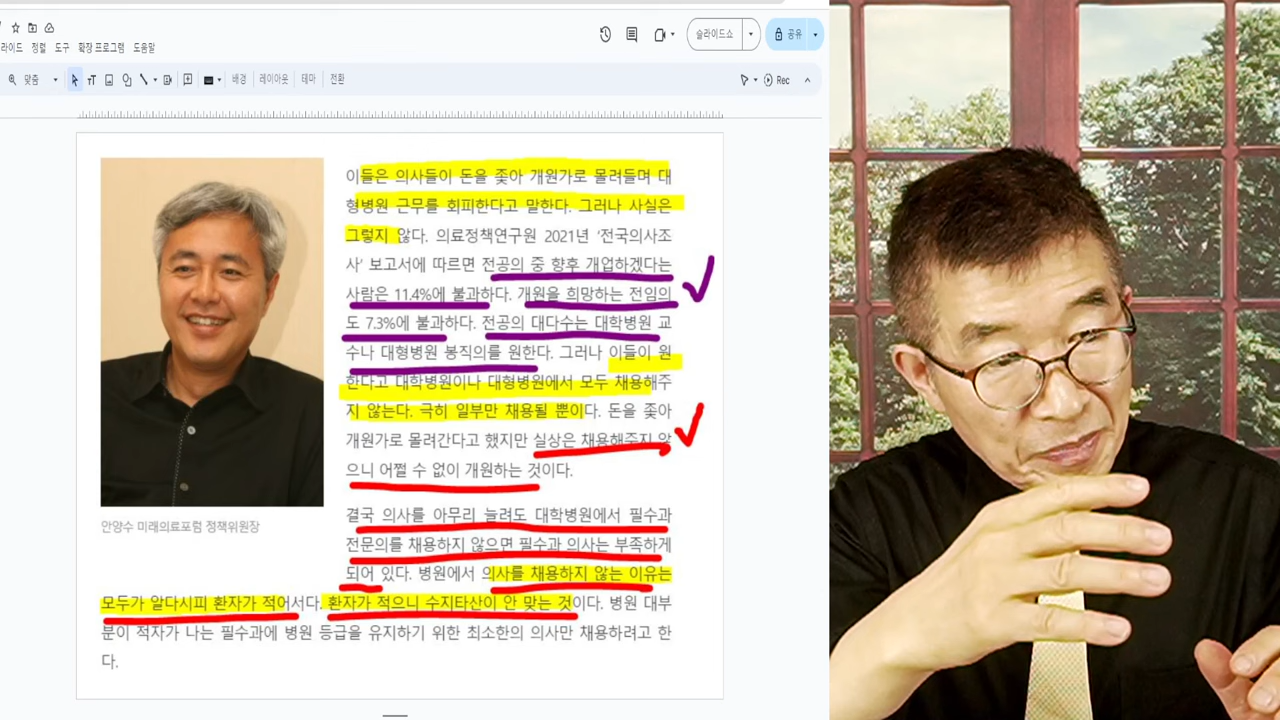 라이드 정렬 도구 확장 프로그램 도움말
슬라이드쇼
공유
맞춤
배경 레이아웃 테마 전환
Rec
이들은 의사들이 돈을 좇아 개원가로 몰려들며 대
형병원 근무를 회피한다고 말한다. 그러나 사실은
그렇지 않다. 의료정책연구원 2021년 ‘전국의사조
사’ 보고서에 따르면 전공의 중 향후 개업하겠다는
사람은 11.4%에 불과하다. 개원을 희망하는 전임의
도 7.3%에 불과하다. 전공의 대다수는 대학병원 교
수나 대형병원 봉직의를 원한다. 그러나 이들이 원
한다고 대학병원이나 대형병원에서 모두 채용해주
지 않는다. 극히 일부만 채용될 뿐이다. 돈을 좇아
개원가로 몰려간다고 했지만 실상은 채용해주지 않
으니 어쩔 수 없이 개원하는 것이다.
안양수 미래의료포럼 정책위원장
결국 의사를 아무리 늘려도 대학병원에서 필수과
전문의를 채용하지 않으면 필수과 의사는 부족하게
되어 있다. 병원에서 의사를 채용하지 않는 이유는
모두가 알다시피 환자가 적어서다. 환자가 적으니 수지타산이 안 맞는 것이다. 병원 대부
분이 적자가 나는 필수과에 병원 등급을 유지하기 위한 최소한의 의사만 채용하려고 한
다.